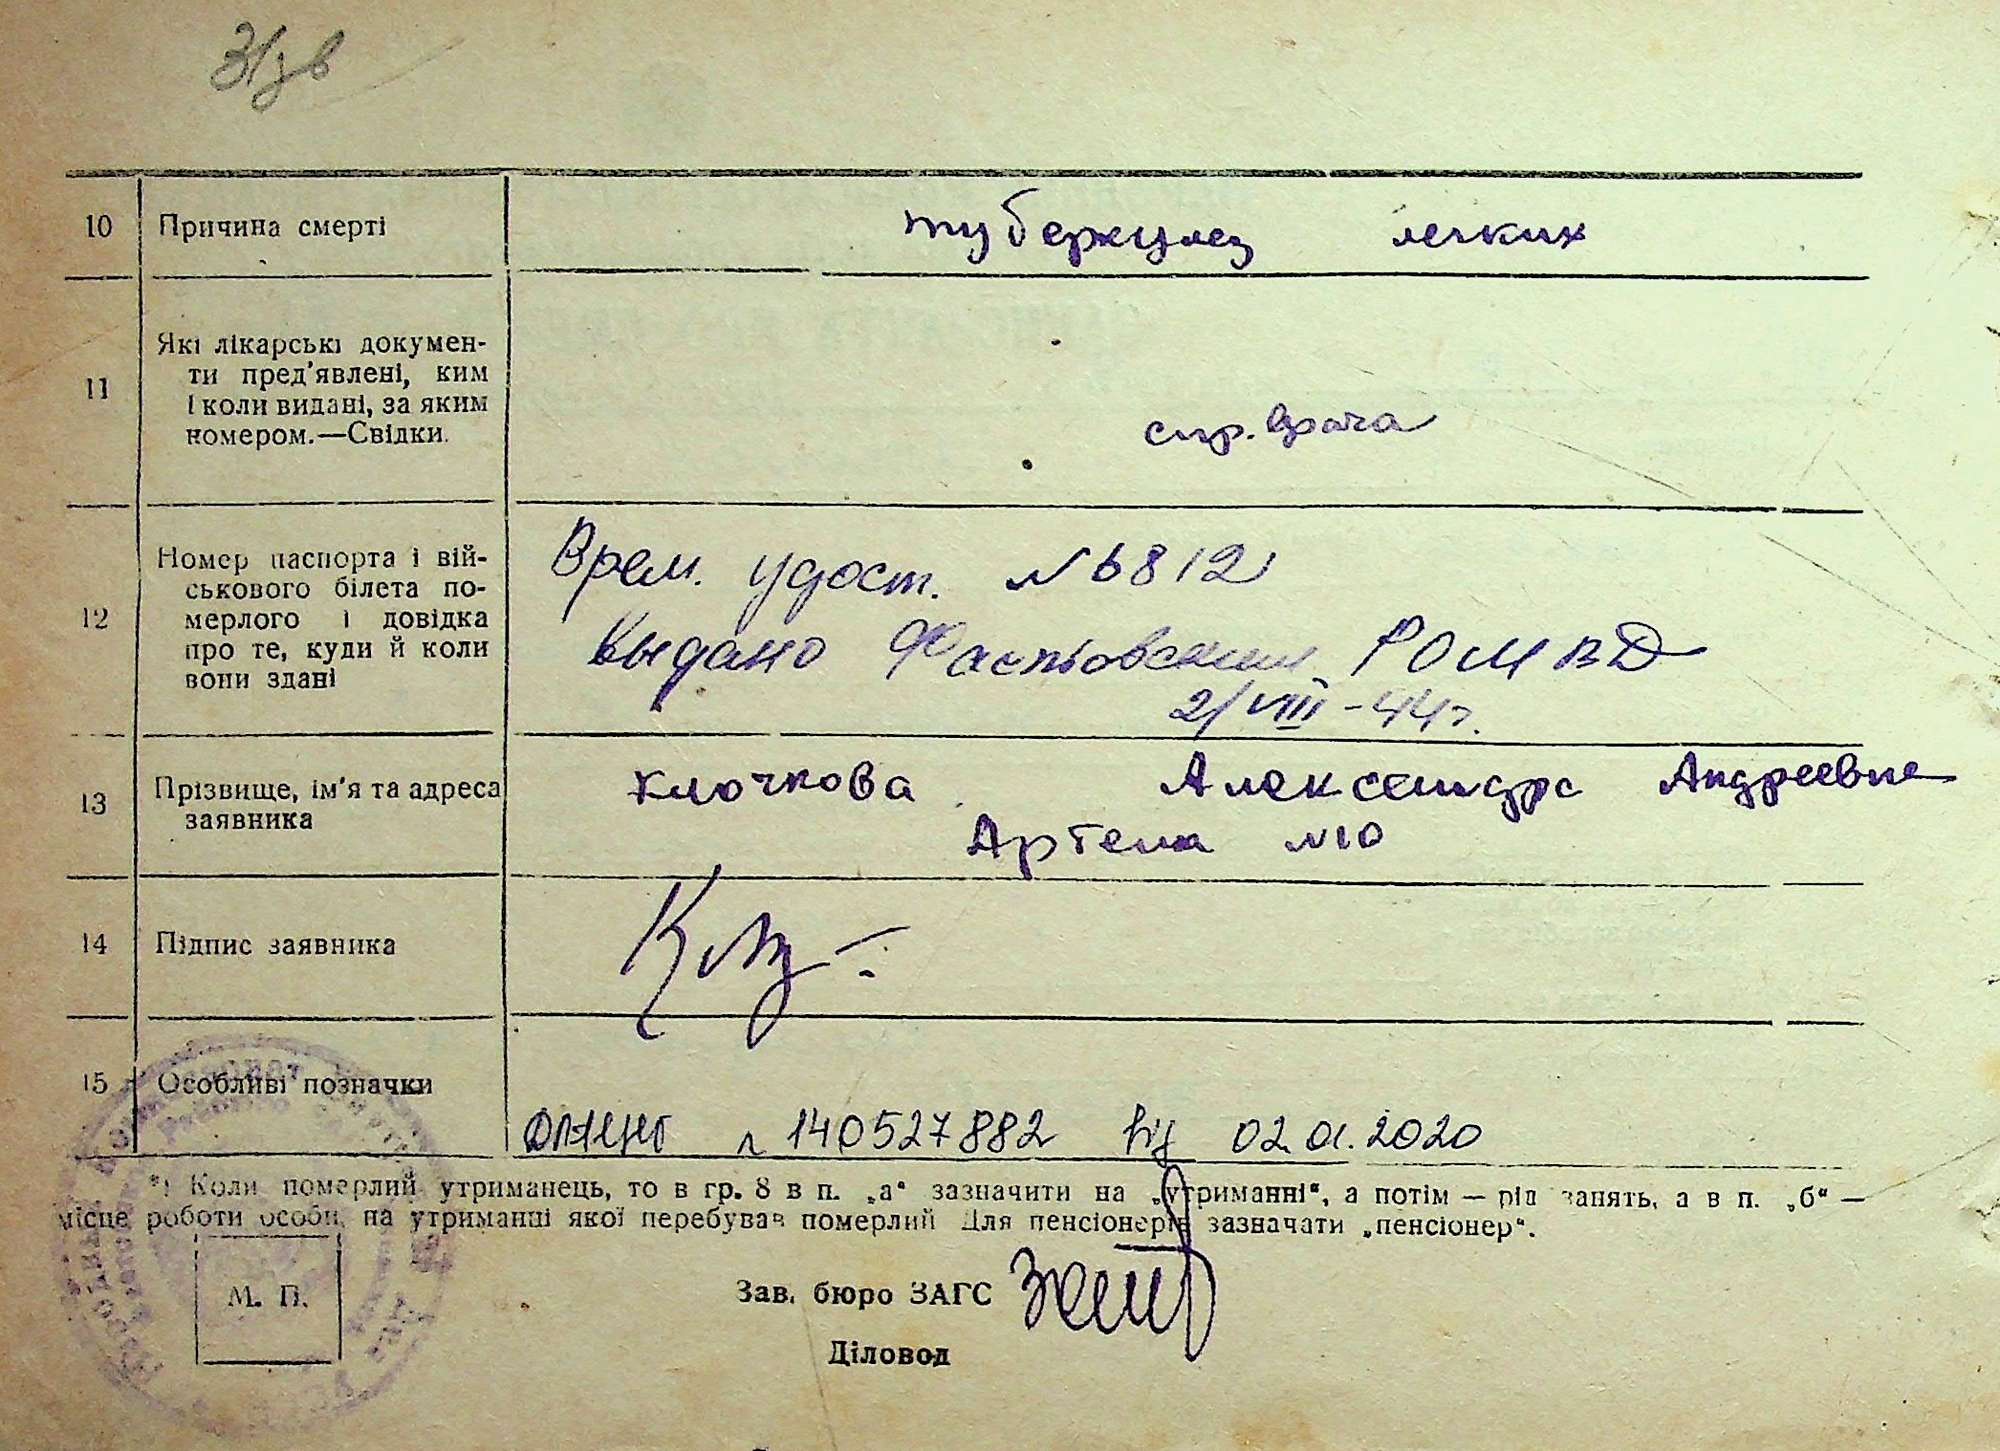 31зв
10 Причина смерті туберкулез легких
11 Які лікарські докумен-
ти пред'явлені, ким
і коли видані, за яким
номером.—Свідки. спр. врача
12 Номер паспорта і вій-
ськового білета по-
мерлого і довідка
про те, куди й коли
вони здані
Врем. удост. №6812
выдано Фастовским РОМВД
2/VIII-44г.
13 Прізвище, ім'я та адреса
заявника
Клочкова Александра Андреевна
Артема №10
14 Підпис заявника
15 Особливі позначки
140527882 02.01.2020
*) Коли померлий утриманець, то в гр. 8 в п. „а“ зазначити на „утриманні“, а потім — рід занять, а в п. „б“ —
місце роботи особи, на утриманні якої перебував померлий Для пенсіонерів зазначати „пенсіонер“.
М. П.
Зав. бюро ЗАГС
Діловод